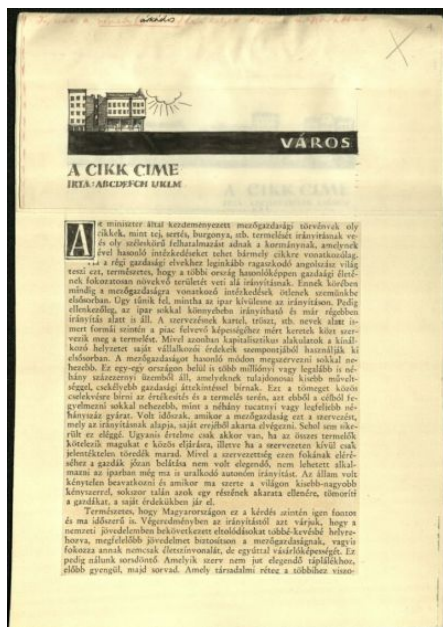 VÁROS
A CIKK CIME
IRTA: ABCDEFGH IJKLM
A miniszter által kezdeményezett mezőgazdasági törvények oly
cikkek, mint tej, sertés, burgonya, stb. termelését irányításnak ve-
és oly széleskörű felhatalmazást adnak a kormánynak, amelynek
ével hasonló intézkedéseket tehet bármely cikkre vonatkozólag.
a régi gazdasági elvekhez leginkább ragaszkodó angolszász világ
teszi ezt, természetes, hogy a többi ország hasonlóképpen gazdasági életé-
nek fokozatosan növekvő területét veti alá irányításnak. Ennek körében
mindig a mezőgazdaságra vonatkozó intézkedések ötlenek szemünkbe
elsősorban. Úgy tűnik fel, mintha az ipar kívülesne az irányításon. Pedig
ellenkezőleg, az ipar sokkal könnyebben irányítható és már régebben
irányítás alatt is áll. A szervezetnek kartel, tröszt, stb. nevek alatt is-
mert formái szintén a piac felvevő képességéhez mért keretek közt szer-
vezik meg a termelést. Mivel azonban kapitalisztikus alakulatok a kínál-
kozó helyzetet saját vállalkozói érdekeik szempontjából használják ki
elsősorban. A mezőgazdaságot hasonló módon megszervezni sokkal ne-
hezebb. Ez egy-egy országon belül is több milliónyi vagy legalább is né-
hány százezernyi üzemből áll, amelyeknek tulajdonosai kisebb művelt-
séggel, csekélyebb gazdasági áttekintéssel bírnak. Ezt a tömeget közös
cselekvésre bírni az értékesítés és a termelés terén, azt ebből a célból fe-
gyelmezni sokkal nehezebb, mint a néhány tucatnyi vagy legfeljebb né-
hányszáz gyárat. Volt időszak, amikor a mezőgazdaság ezt a szervezést,
mely az irányításnak alapja, saját erejéből akarta elvégezni. Sehol sem sike-
rült ez eléggé. Ugyanis értelme csak akkor van, ha az összes termelők
kötelezik magukat e közös eljárásra, illetve ha a szervezeten kívül csak
jelentéktelen töredék marad. Mivel a szervezettség ezen fokának elérésé-
séhez a gazdák józan belátása nem volt elegendő, nem lehetett alkal-
mazni az iparban még ma is uralkodó autonóm irányítást. Az állam volt
kénytelen beavatkozni és amikor ma szerte a világon kisebb-nagyobb
kényszerrel, sokszor talán azok egy részének akarata ellenére, tömöríti
a gazdákat, a saját érdekükben jár el.
Természetes, hogy Magyarországon ez a kérdés szintén igen fontos
és ma időszerű is. Végeredményben az irányítástól azt várjuk, hogy a
nemzeti jövedelemben bekövetkezett eltolódásokat többé-kevésbé helyre-
hozva, megfelelőbb jövedelmet biztosítson a mezőgazdaságnak, vagyis
fokozza annak nemcsak életszínvonalát, de egyúttal vásárlóképességét. Ez
pedig nálunk sorsdöntő. Amelyik szerv nem jut elegendő táplálékhoz,
előbb gyengül, majd sorvad. Amely társadalmi réteg a többihez viszo-